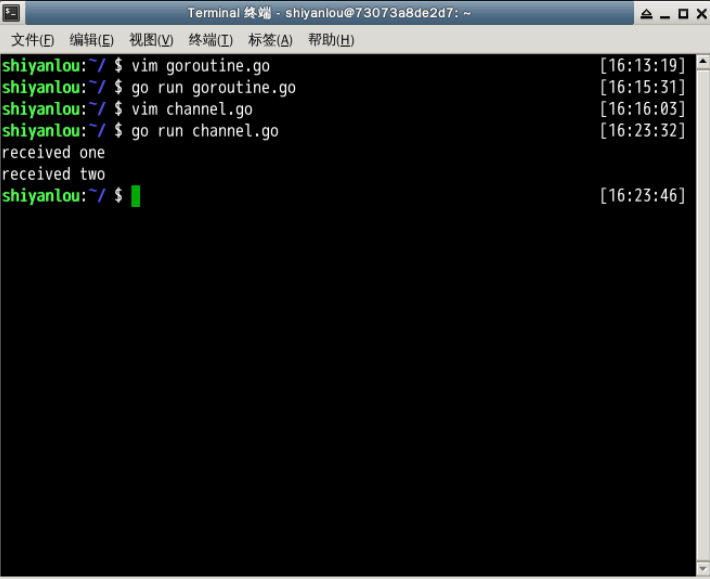 Terminal 终端 - shiyanlou@73073a8de2d7: ~
文件(F) 编辑(E) 视图(V) 终端(T) 标签(A) 帮助(H)
shiyanlou:~/ $ vim goroutine.go [16:13:19]
shiyanlou:~/ $ go run goroutine.go [16:15:31]
shiyanlou:~/ $ vim channel.go [16:16:03]
shiyanlou:~/ $ go run channel.go [16:23:32]
received one
received two
shiyanlou:~/ $ [16:23:46]